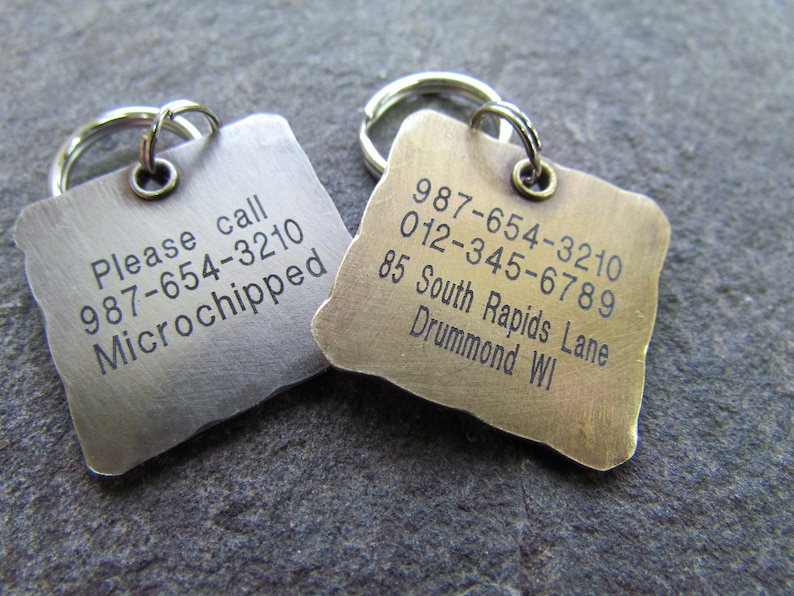 Please call
987-654-3210
Microchipped
987-654-3210
012-345-6789
85 South Rapids Lane
Drummond WI